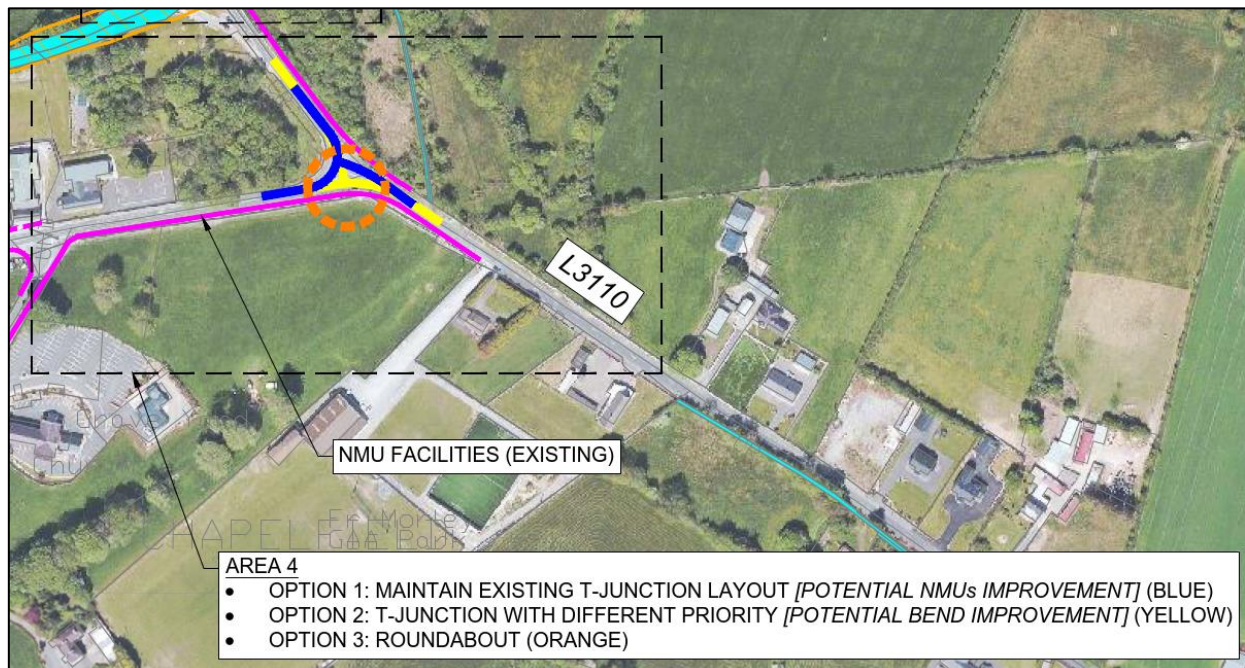 L3110
NMU FACILITIES (EXISTING)
CHAPEL
AREA 4
• OPTION 1: MAINTAIN EXISTING T-JUNCTION LAYOUT [POTENTIAL NMUs IMPROVEMENT] (BLUE)
• OPTION 2: T-JUNCTION WITH DIFFERENT PRIORITY [POTENTIAL BEND IMPROVEMENT] (YELLOW)
• OPTION 3: ROUNDABOUT (ORANGE)